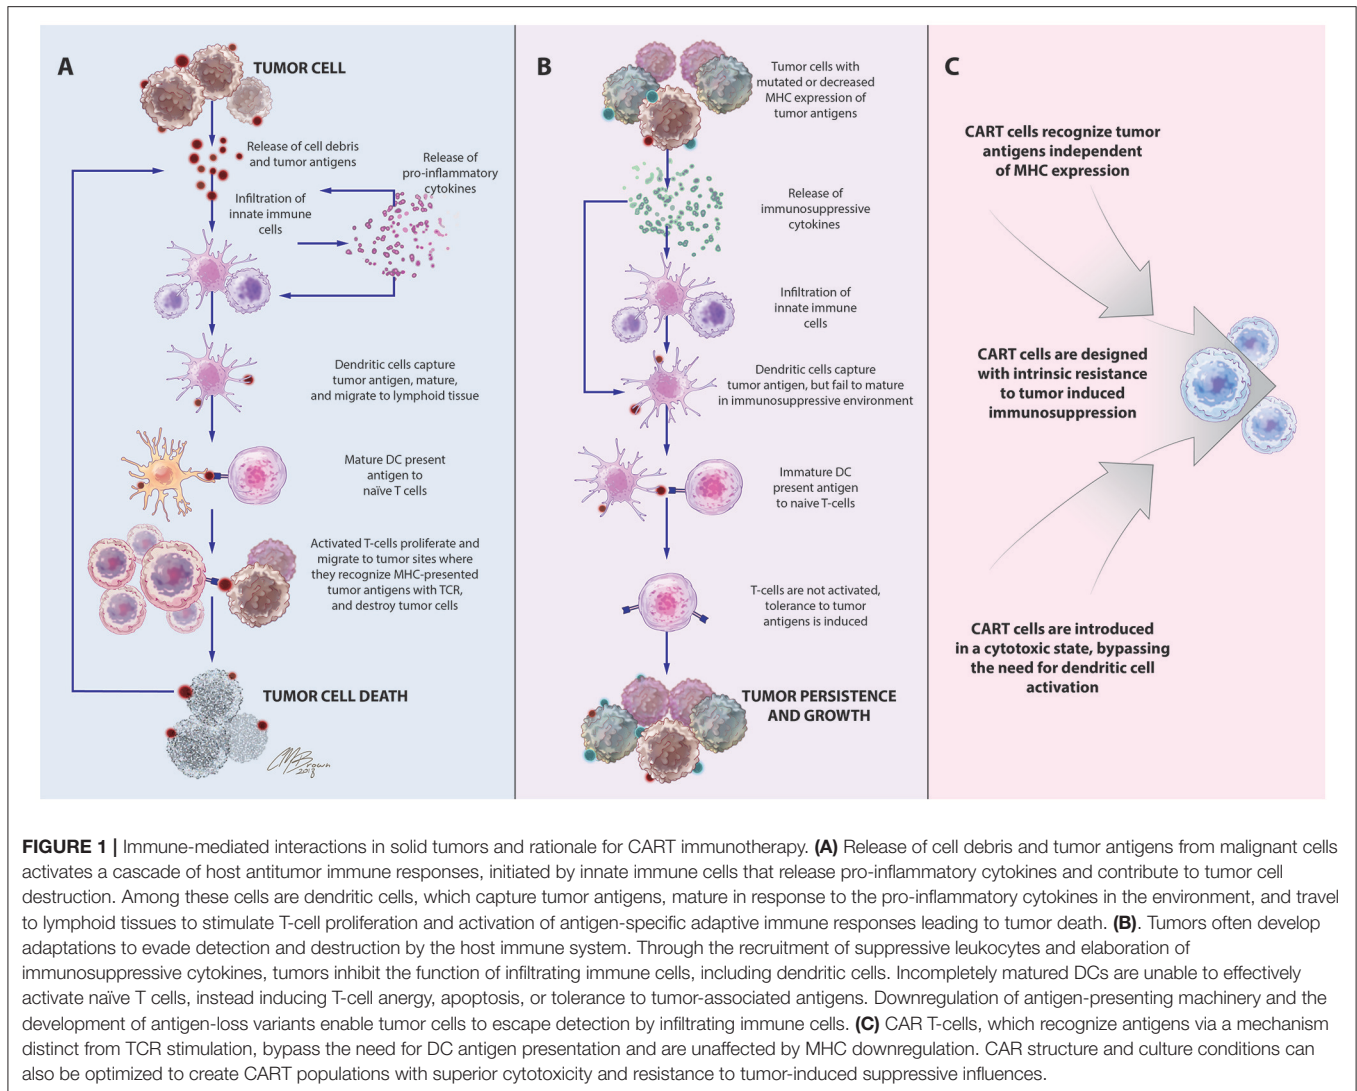 A
TUMOR CELL
Release of cell debris
and tumor antigens
Release of
pro-inflammatory
cytokines
Infiltration of
innate immune
cells
Dendritic cells capture
tumor antigen, mature,
and migrate to lymphoid tissue
Mature DC present
antigen to
naïve T cells
Activated T-cells proliferate and
migrate to tumor sites where
they recognize MHC-presented
tumor antigens with TCR,
and destroy tumor cells
TUMOR CELL DEATH
CMBrown
2018
B
Tumor cells with
mutated or decreased
MHC expression of
tumor antigens
Release of
immunosuppressive
cytokines
Infiltration of
innate immune
cells
Dendritic cells capture
tumor antigen, but fail to mature
in immunosuppressive environment
Immature DC
present antigen
to naive T-cells
T-cells are not activated,
tolerance to tumor
antigens is induced
TUMOR PERSISTENCE
AND GROWTH
C
CART cells recognize tumor
antigens independent
of MHC expression
CART cells are designed
with intrinsic resistance
to tumor induced
immunosuppression
CART cells are introduced
in a cytotoxic state, bypassing
the need for dendritic cell
activation
FIGURE 1 | Immune-mediated interactions in solid tumors and rationale for CART immunotherapy. (A) Release of cell debris and tumor antigens from malignant cells
activates a cascade of host antitumor immune responses, initiated by innate immune cells that release pro-inflammatory cytokines and contribute to tumor cell
destruction. Among these cells are dendritic cells, which capture tumor antigens, mature in response to the pro-inflammatory cytokines in the environment, and travel
to lymphoid tissues to stimulate T-cell proliferation and activation of antigen-specific adaptive immune responses leading to tumor death. (B). Tumors often develop
adaptations to evade detection and destruction by the host immune system. Through the recruitment of suppressive leukocytes and elaboration of
immunosuppressive cytokines, tumors inhibit the function of infiltrating immune cells, including dendritic cells. Incompletely matured DCs are unable to effectively
activate naïve T cells, instead inducing T-cell anergy, apoptosis, or tolerance to tumor-associated antigens. Downregulation of antigen-presenting machinery and the
development of antigen-loss variants enable tumor cells to escape detection by infiltrating immune cells. (C) CAR T-cells, which recognize antigens via a mechanism
distinct from TCR stimulation, bypass the need for DC antigen presentation and are unaffected by MHC downregulation. CAR structure and culture conditions can
also be optimized to create CART populations with superior cytotoxicity and resistance to tumor-induced suppressive influences.